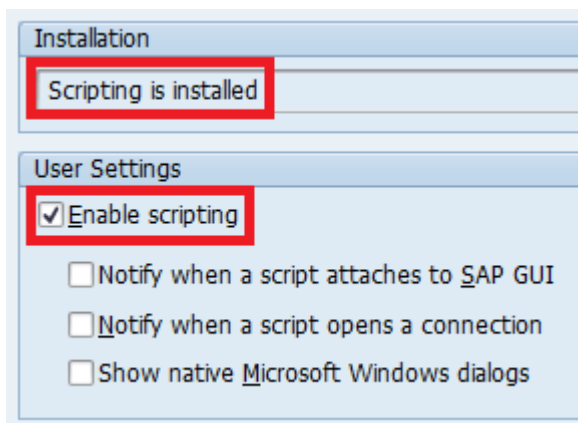 Installation
Scripting is installed
User Settings
Enable scripting
Notify when a script attaches to SAP GUI
Notify when a script opens a connection
Show native Microsoft Windows dialogs